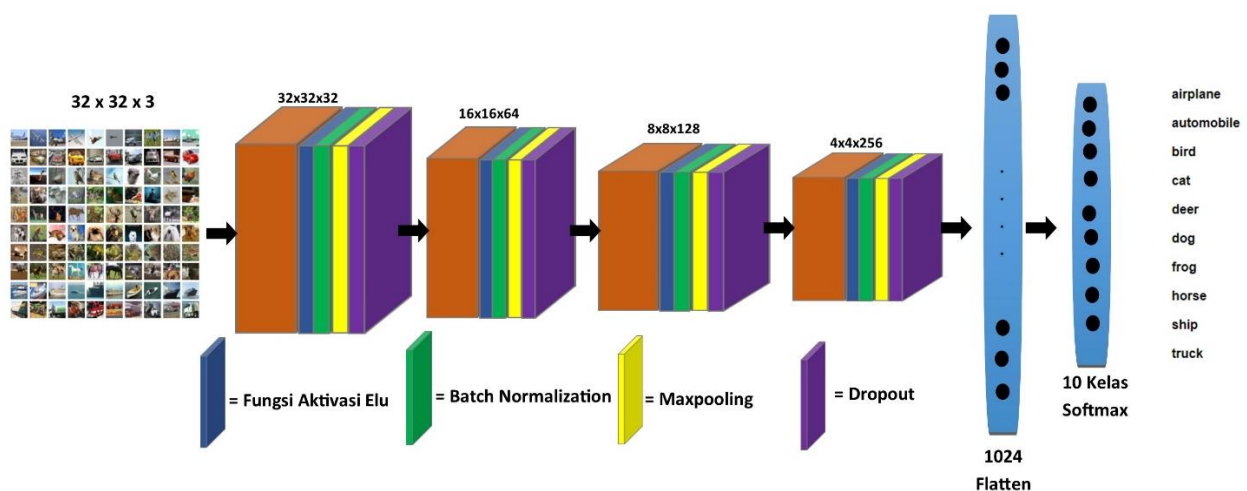 32 x 32 x 3
32x32x32
16x16x64
8x8x128
4x4x256
airplane
automobile
bird
cat
deer
dog
frog
horse
ship
truck
= Fungsi Aktivasi Elu
= Batch Normalization
= Maxpooling
= Dropout
10 Kelas
Softmax
1024
Flatten